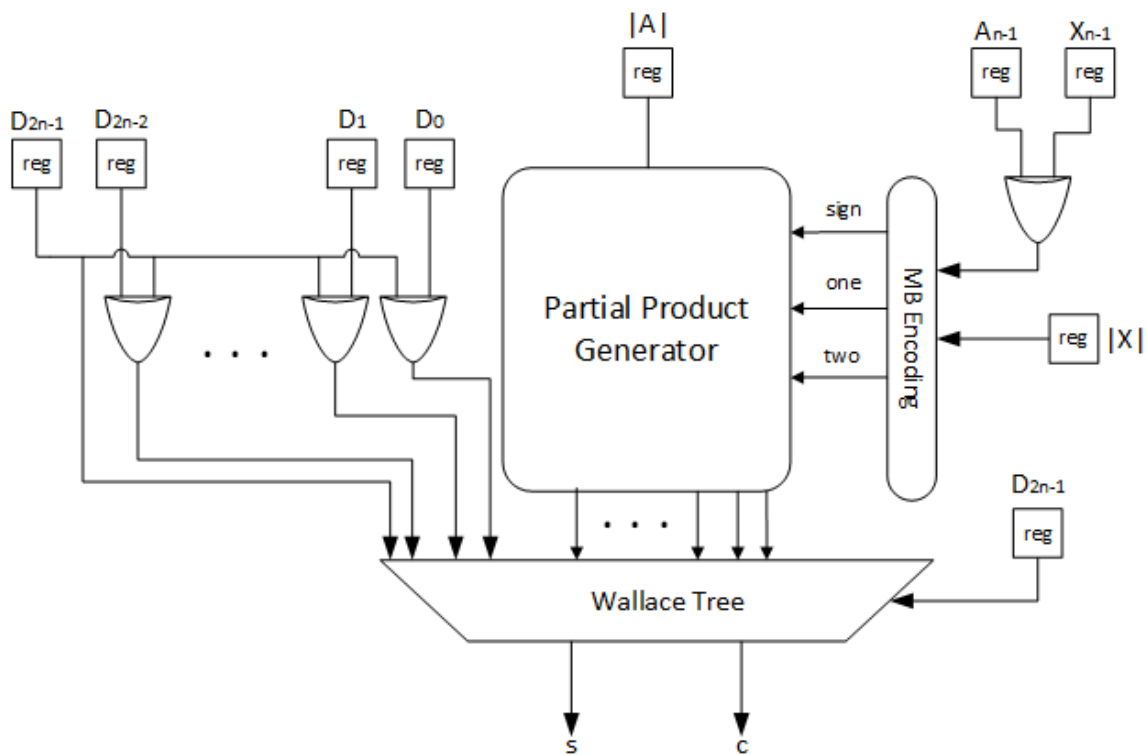 |A|
An-1 Xn-1
reg reg reg
D2n-1 D2n-2 D1 D0
reg reg reg reg
sign
one
two
Partial Product
Generator
MB Encoding
reg |X|
. . .
D2n-1
reg
. . .
Wallace Tree
s c